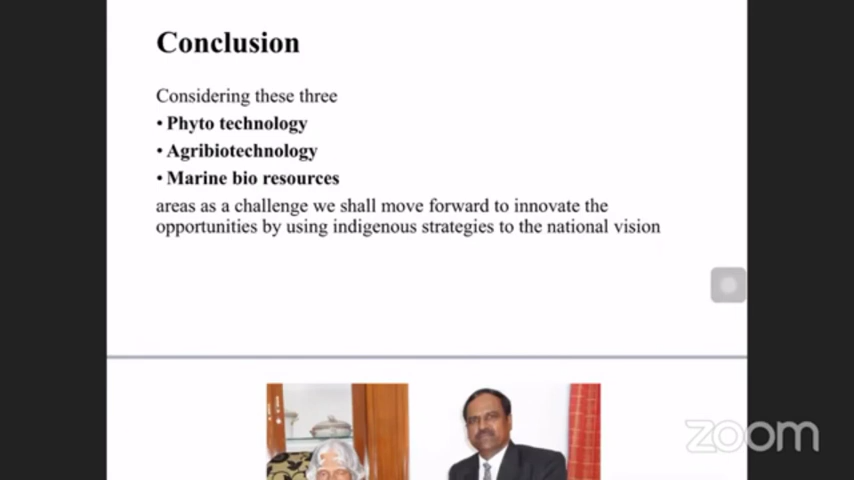 Conclusion
Considering these three
• Phyto technology
• Agribiotechnology
• Marine bio resources
areas as a challenge we shall move forward to innovate the
opportunities by using indigenous strategies to the national vision
zoom